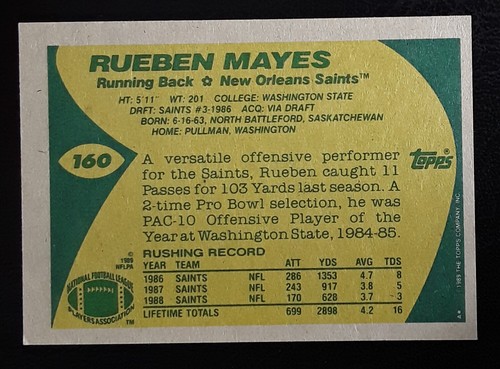 RUEBEN MAYES
Running Back ✪ New Orleans Saints™
HT: 5'11" WT: 201 COLLEGE: WASHINGTON STATE
DRFT: SAINTS #3-1986 ACQ: VIA DRAFT
BORN: 6-16-63, NORTH BATTLEFORD, SASKATCHEWAN
HOME: PULLMAN, WASHINGTON
160
topps®
A versatile offensive performer
for the Saints, Rueben caught 11
Passes for 103 Yards last season. A
2-time Pro Bowl selection, he was
PAC-10 Offensive Player of the
Year at Washington State, 1984-85.
© 1989 THE TOPPS COMPANY, INC.
A*
©
1989
NFLPA
NATIONAL FOOTBALL LEAGUE
PLAYERS ASSOCIATION
TM
RUSHING RECORD
YEAR TEAM ATT YDS AVG TDS
1986 SAINTS NFL 286 1353 4.7 8
1987 SAINTS NFL 243 917 3.8 5
1988 SAINTS NFL 170 628 3.7 3
LIFETIME TOTALS 699 2898 4.2 16